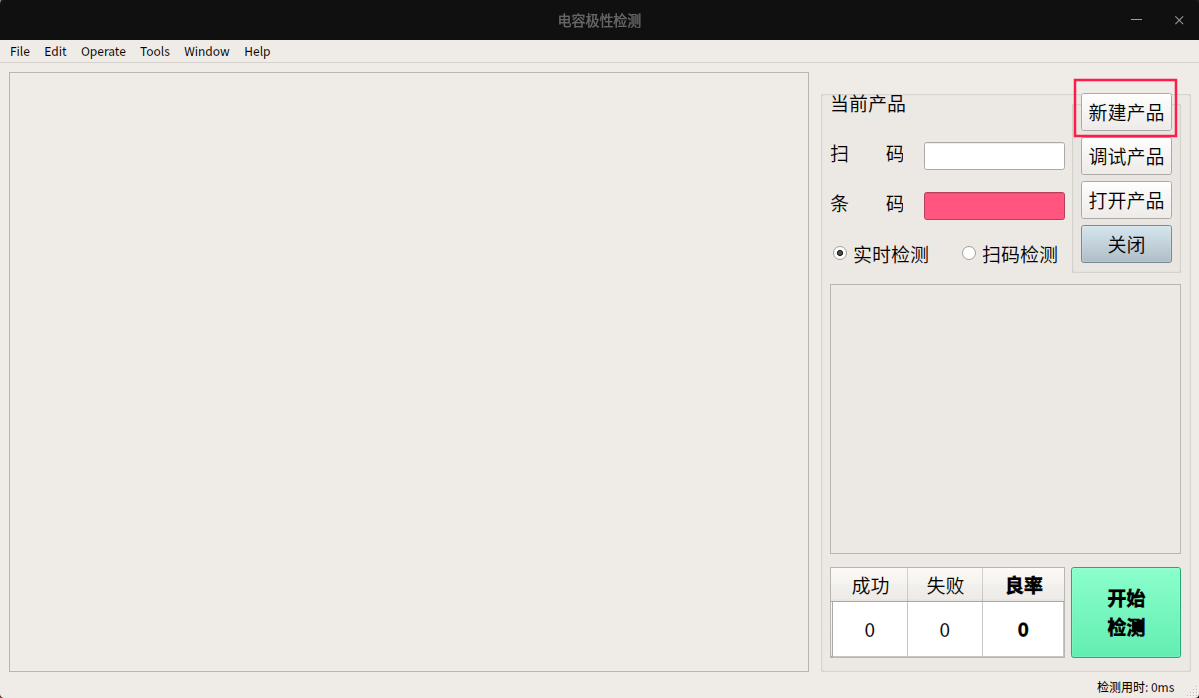 电容极性检测
File Edit Operate Tools Window Help
当前产品
新建产品
扫 码
调试产品
条 码
打开产品
实时检测 扫码检测
关闭
成功 失败 良率
0 0 0
开始
检测
检测用时: 0ms